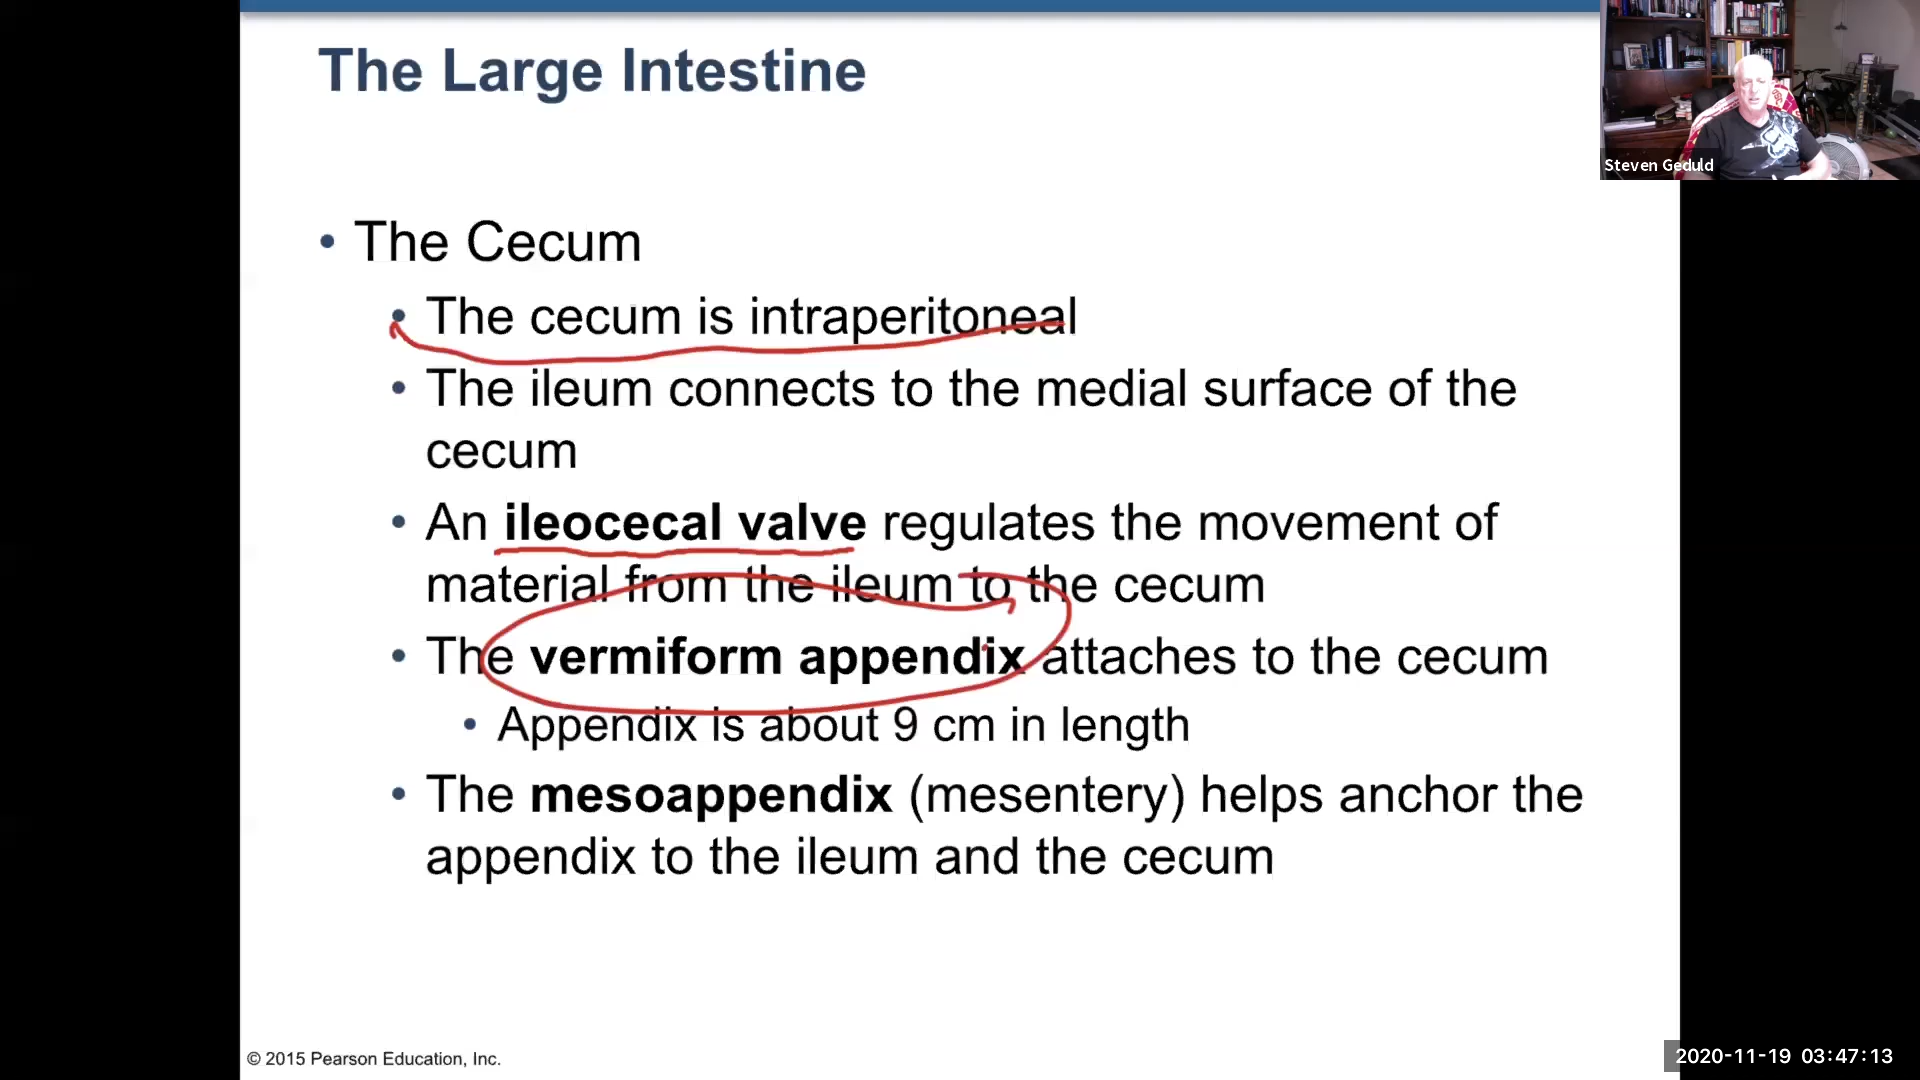 The Large Intestine
Steven Geduld
• The Cecum
• The cecum is intraperitoneal
• The ileum connects to the medial surface of the
cecum
• An ileocecal valve regulates the movement of
material from the ileum to the cecum
• The vermiform appendix attaches to the cecum
• Appendix is about 9 cm in length
• The mesoappendix (mesentery) helps anchor the
appendix to the ileum and the cecum
© 2015 Pearson Education, Inc.
2020-11-19 03:47:13